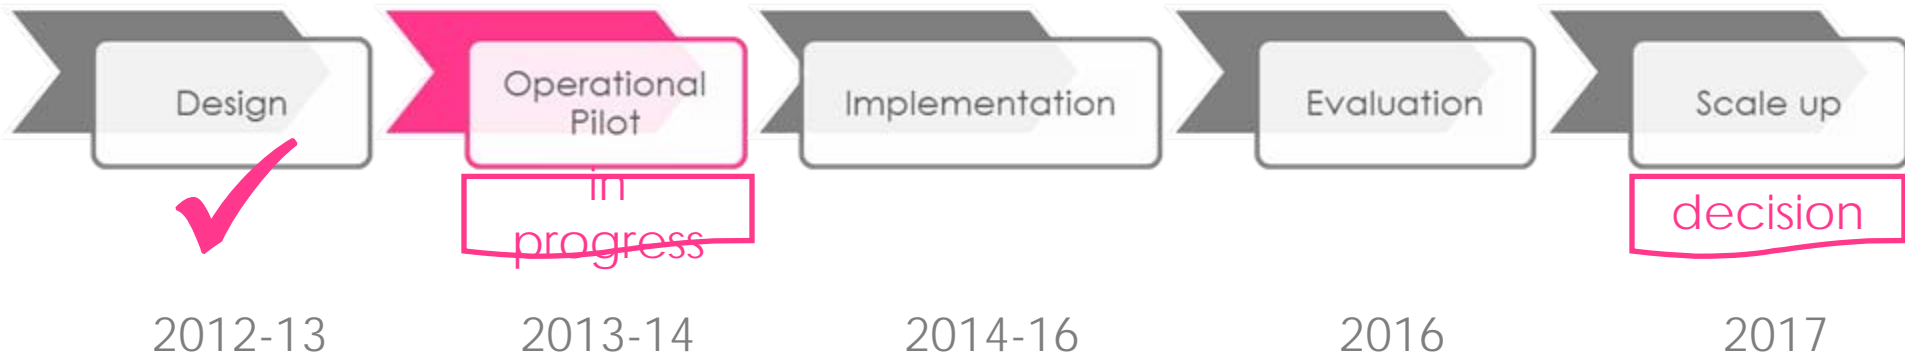 Design
Operational
Pilot
Implementation
Evaluation
Scale up
in
progress
decision
2012-13
2013-14
2014-16
2016
2017